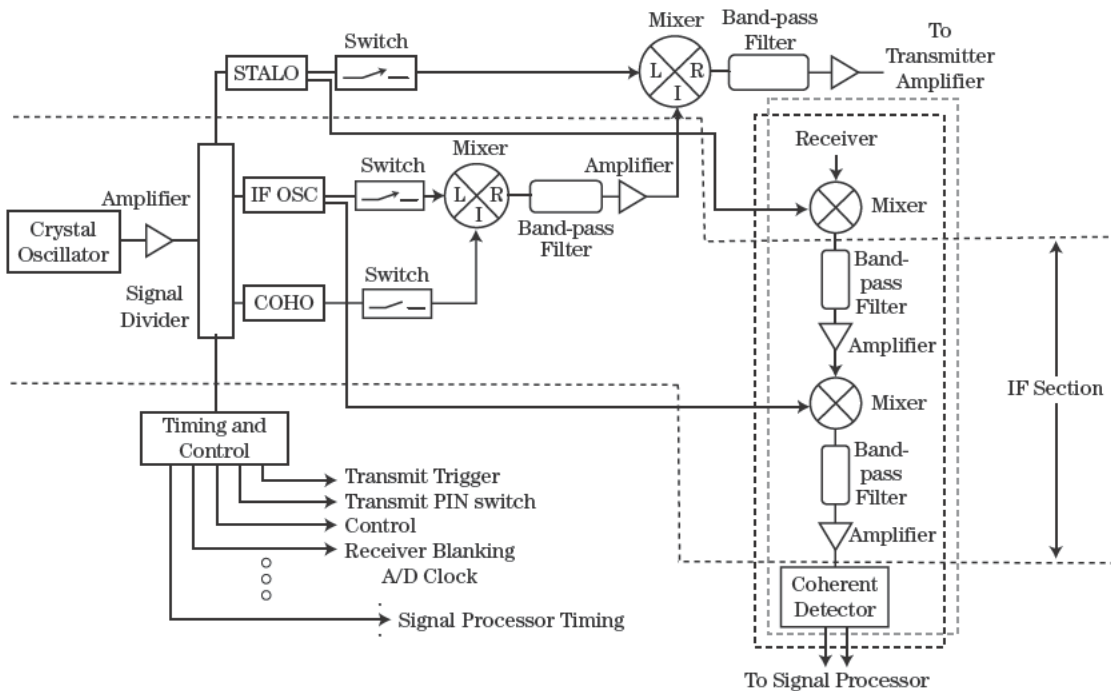 Mixer
Band-pass
Filter
To
Transmitter
Amplifier
Switch
STALO
L
R
I
Receiver
Mixer
Switch
Mixer
Amplifier
Amplifier
IF OSC
L
R
I
Band-pass
Filter
Crystal
Oscillator
Band-
pass
Filter
Switch
Signal
Divider
COHO
Amplifier
IF Section
Mixer
Timing and
Control
Band-
pass
Filter
Transmit Trigger
Transmit PIN switch
Control
Receiver Blanking
A/D Clock
Amplifier
Coherent
Detector
Signal Processor Timing
To Signal Processor